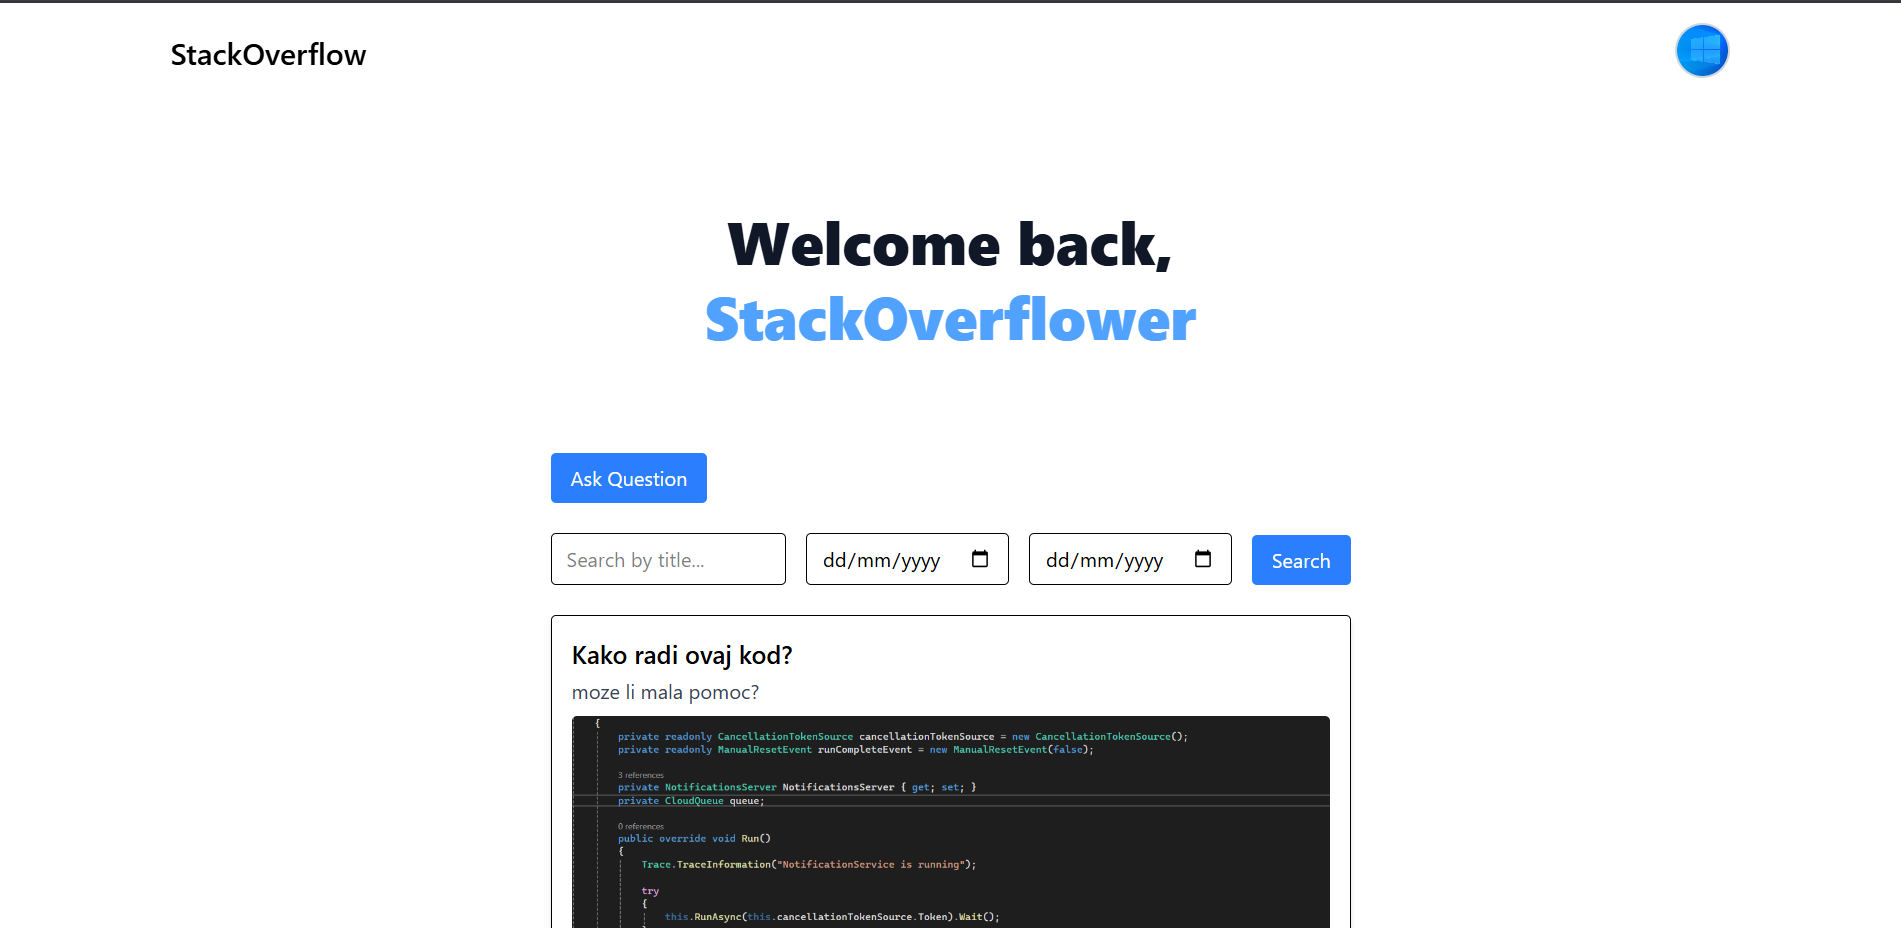 StackOverflow
Welcome back,
StackOverflower
Ask Question
Search by title...
dd/mm/yyyy
dd/mm/yyyy
Search
Kako radi ovaj kod?
moze li mala pomoc?
{
private readonly CancellationTokenSource cancellationTokenSource = new CancellationTokenSource();
private readonly ManualResetEvent runCompleteEvent = new ManualResetEvent(false);
3 references
private NotificationsServer NotificationsServer { get; set; }
private CloudQueue queue;
0 references
public override void Run()
{
Trace.TraceInformation("NotificationService is running");
try
{
this.RunAsync(this.cancellationTokenSource.Token).Wait();